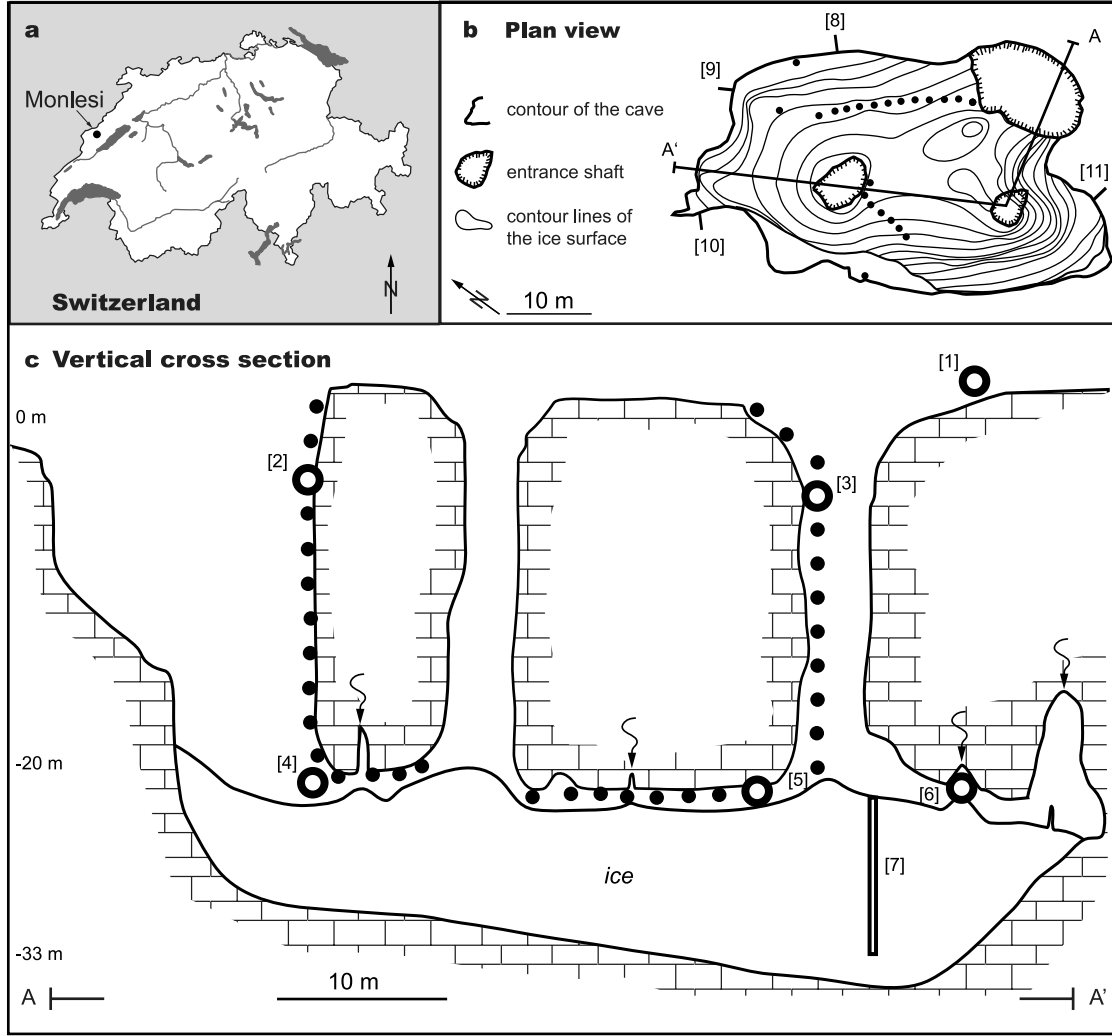 a
Monlesi
Switzerland
N
b Plan view
contour of the cave
entrance shaft
contour lines of
the ice surface
N
10 m
[8]
[9]
[10]
[11]
A
A'
c Vertical cross section
0 m
-20 m
-33 m
[1]
[2]
[3]
[4]
[5]
[6]
[7]
ice
A
10 m
A'